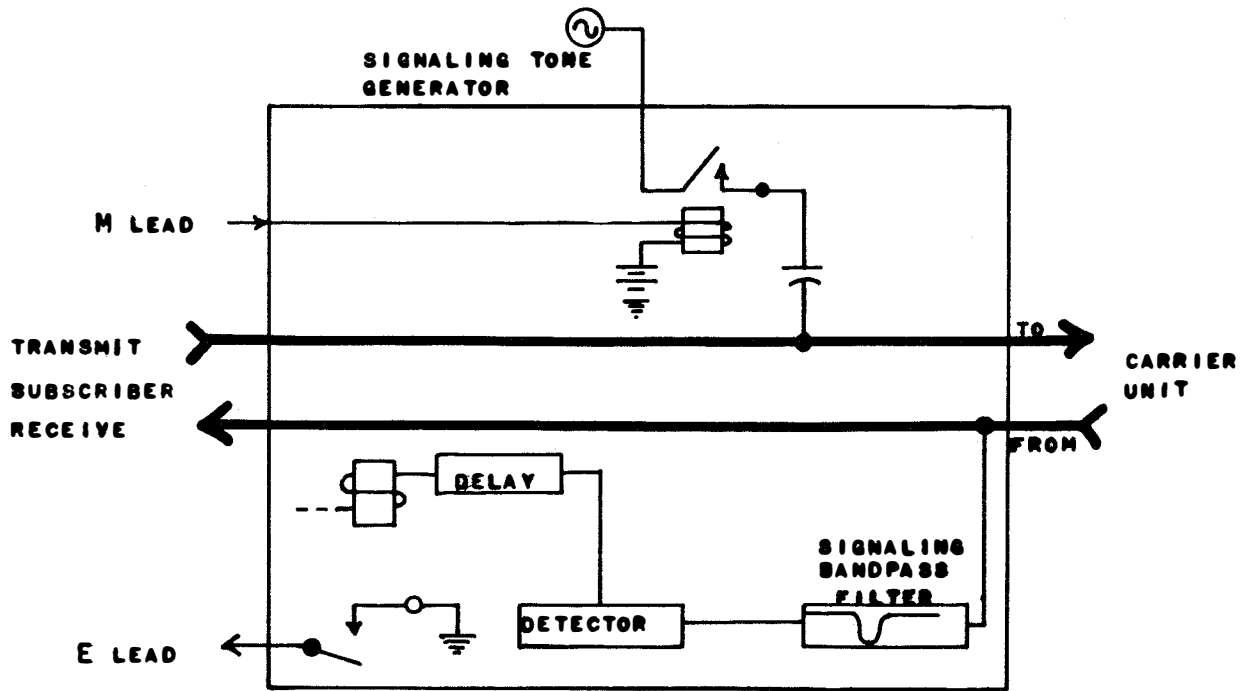 SIGNALING TONE
GENERATOR
M LEAD
TRANSMIT
SUBSCRIBER
RECEIVE
TO
CARRIER
UNIT
FROM
DELAY
SIGNALING
BANDPASS
FILTER
DETECTOR
E LEAD